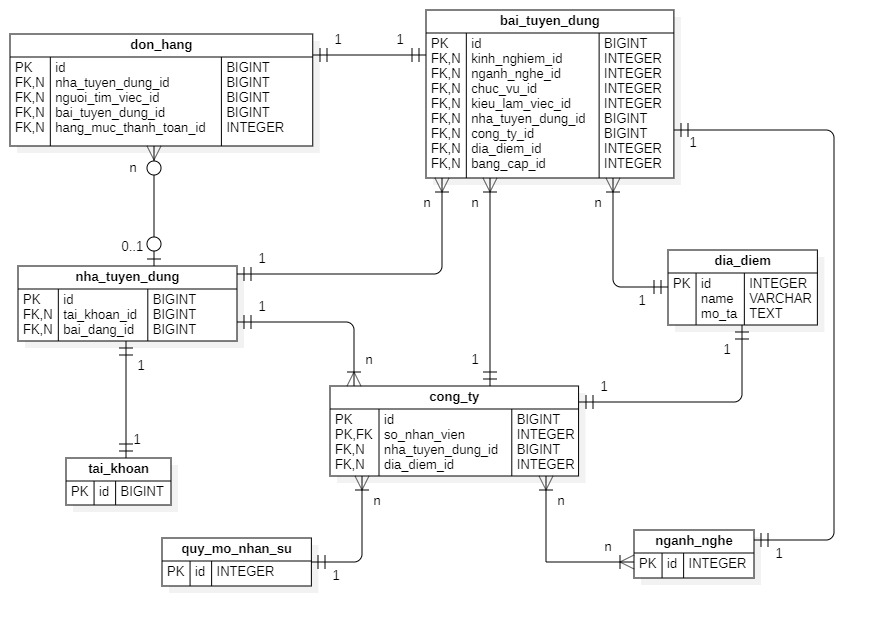 bai_tuyen_dung
PK id BIGINT
FK,N kinh_nghiem_id INTEGER
FK,N nganh_nghe_id INTEGER
FK,N chuc_vu_id INTEGER
FK,N kieu_lam_viec_id INTEGER
FK,N nha_tuyen_dung_id BIGINT
FK,N cong_ty_id BIGINT
FK,N dia_diem_id INTEGER
FK,N bang_cap_id INTEGER
don_hang
PK id BIGINT
FK,N nha_tuyen_dung_id BIGINT
FK,N nguoi_tim_viec_id BIGINT
FK,N bai_tuyen_dung_id BIGINT
FK,N hang_muc_thanh_toan_id INTEGER
1 1
1
n
n n n
0..1
1
nha_tuyen_dung
PK id BIGINT
FK,N tai_khoan_id BIGINT
FK,N bai_dang_id BIGINT
dia_diem
PK id INTEGER
name VARCHAR
mo_ta TEXT
1
1
1
1
n
1
1
cong_ty
PK id BIGINT
PK,FK so_nhan_vien INTEGER
FK,N nha_tuyen_dung_id BIGINT
FK,N dia_diem_id INTEGER
1
1
tai_khoan
PK id BIGINT
n n
quy_mo_nhan_su
PK id INTEGER
1
n
nganh_nghe
PK id INTEGER
1